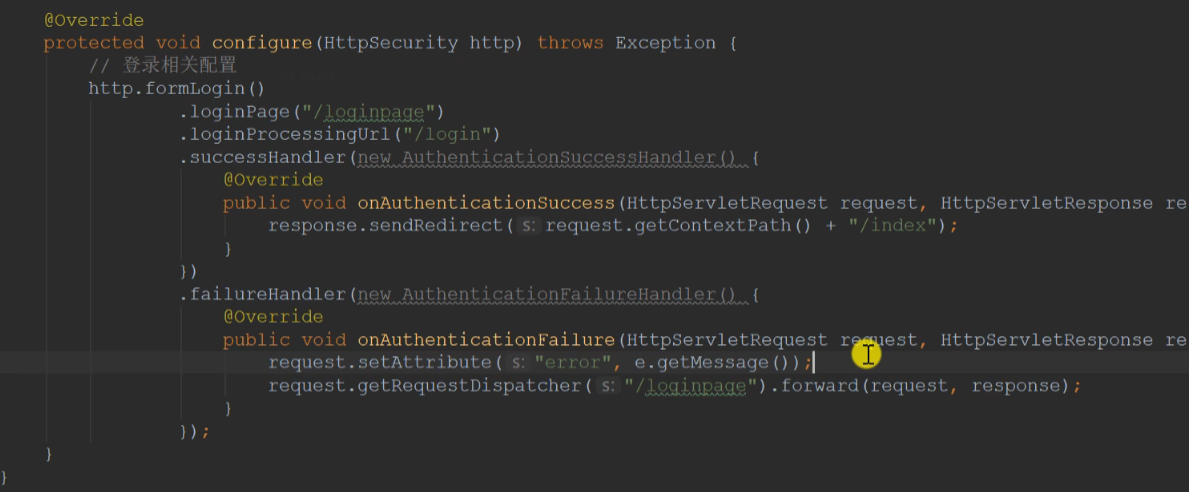 @Override
protected void configure(HttpSecurity http) throws Exception {
// 登录相关配置
http.formLogin()
.loginPage("/loginpage")
.loginProcessingUrl("/login")
.successHandler(new AuthenticationSuccessHandler() {
@Override
public void onAuthenticationSuccess(HttpServletRequest request, HttpServletResponse re
response.sendRedirect( s: request.getContextPath() + "/index");
}
})
.failureHandler(new AuthenticationFailureHandler() {
@Override
public void onAuthenticationFailure(HttpServletRequest request, HttpServletResponse re
request.setAttribute( s: "error", e.getMessage());
request.getRequestDispatcher( s: "/loginpage").forward(request, response);
}
});
}
}